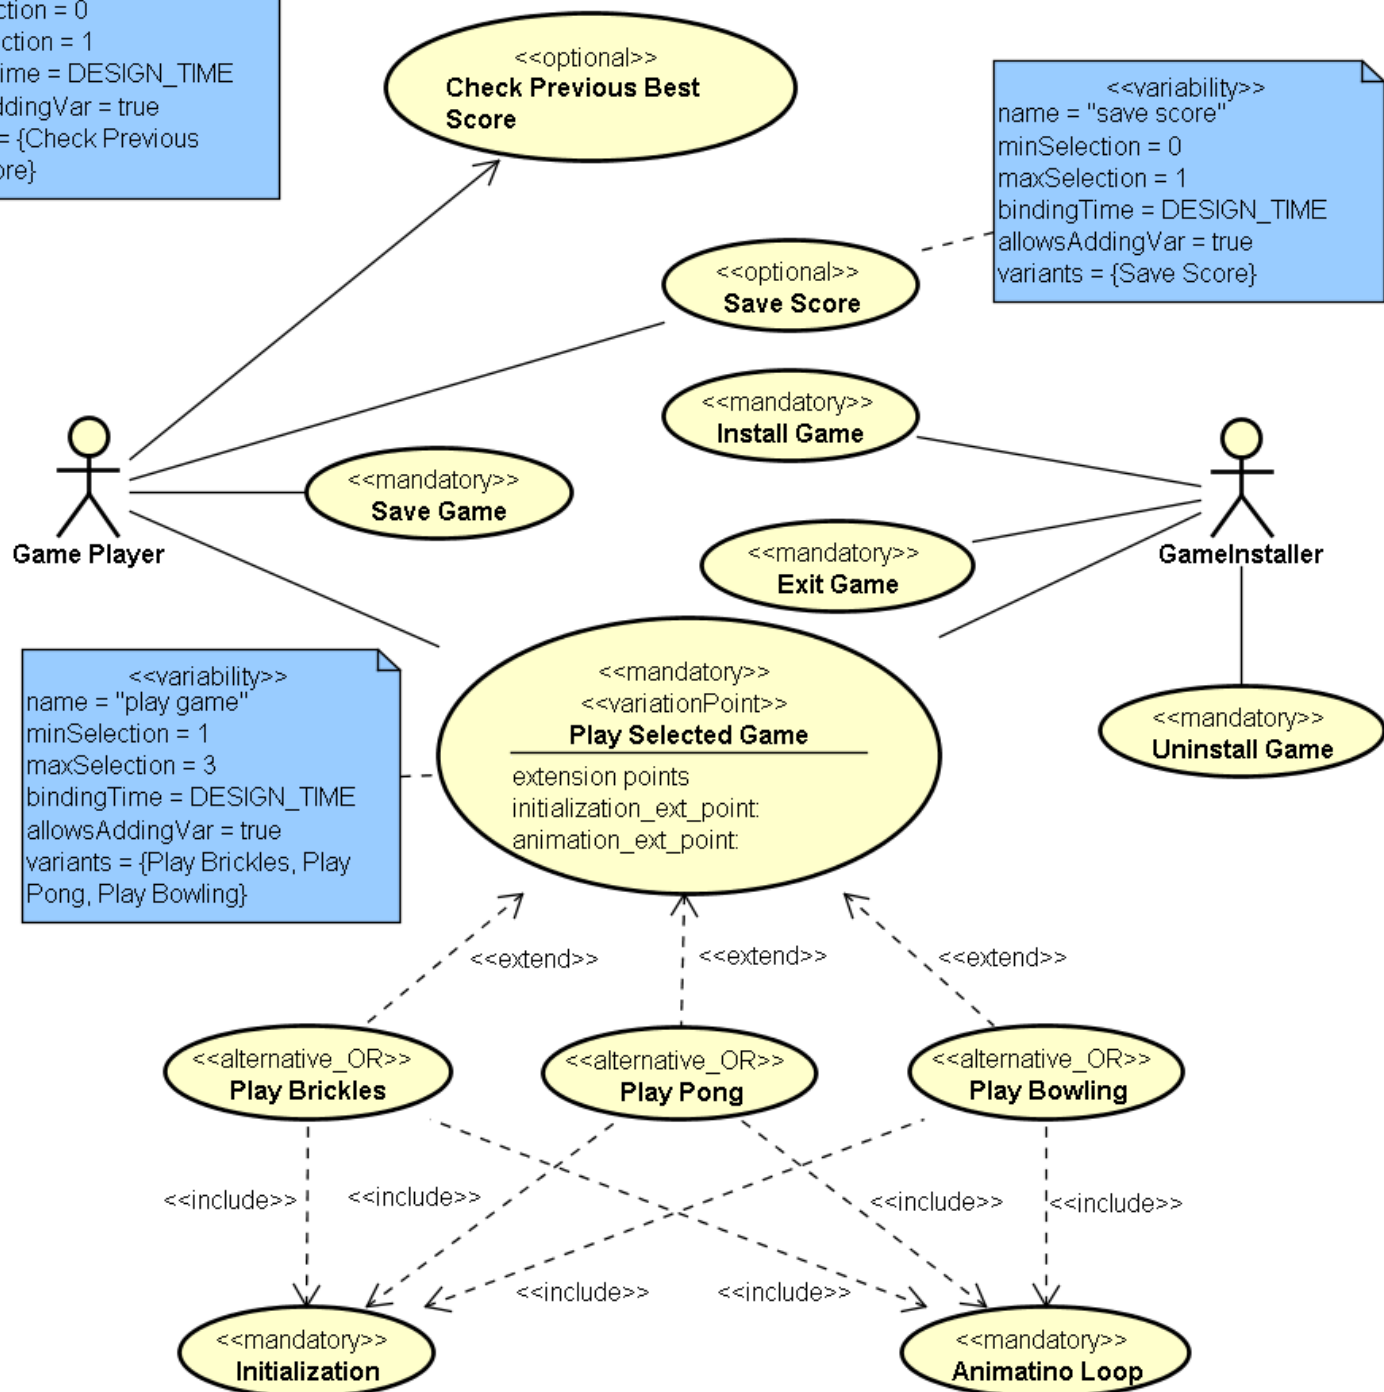 ction = 0
ction = 1
ime = DESIGN_TIME
ddingVar = true
= {Check Previous
ore}
<<optional>>
Check Previous Best
Score
<<variability>>
name = "save score"
minSelection = 0
maxSelection = 1
bindingTime = DESIGN_TIME
allowsAddingVar = true
variants = {Save Score}
<<optional>>
Save Score
<<mandatory>>
Install Game
<<mandatory>>
Save Game
Game Player
<<mandatory>>
Exit Game
GameInstaller
<<variability>>
name = "play game"
minSelection = 1
maxSelection = 3
bindingTime = DESIGN_TIME
allowsAddingVar = true
variants = {Play Brickles, Play
Pong, Play Bowling}
<<mandatory>>
<<variationPoint>>
Play Selected Game
extension points
initialization_ext_point:
animation_ext_point:
<<mandatory>>
Uninstall Game
<<extend>>
<<extend>>
<<extend>>
<<alternative_OR>>
Play Brickles
<<alternative_OR>>
Play Pong
<<alternative_OR>>
Play Bowling
<<include>>
<<include>>
<<include>>
<<include>>
<<include>>
<<include>>
<<mandatory>>
Initialization
<<mandatory>>
Animatino Loop